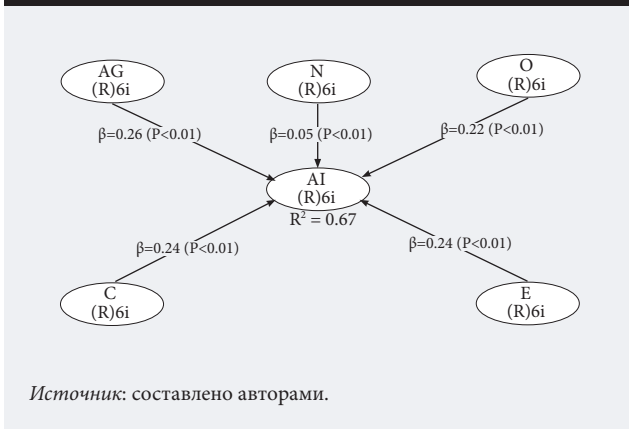 AG
(R)6i
N
(R)6i
O
(R)6i
β=0.26 (P<0.01)
β=0.05 (P<0.01)
β=0.22 (P<0.01)
AI
(R)6i
R² = 0.67
β=0.24 (P<0.01)
β=0.24 (P<0.01)
C
(R)6i
E
(R)6i
Источник: составлено авторами.